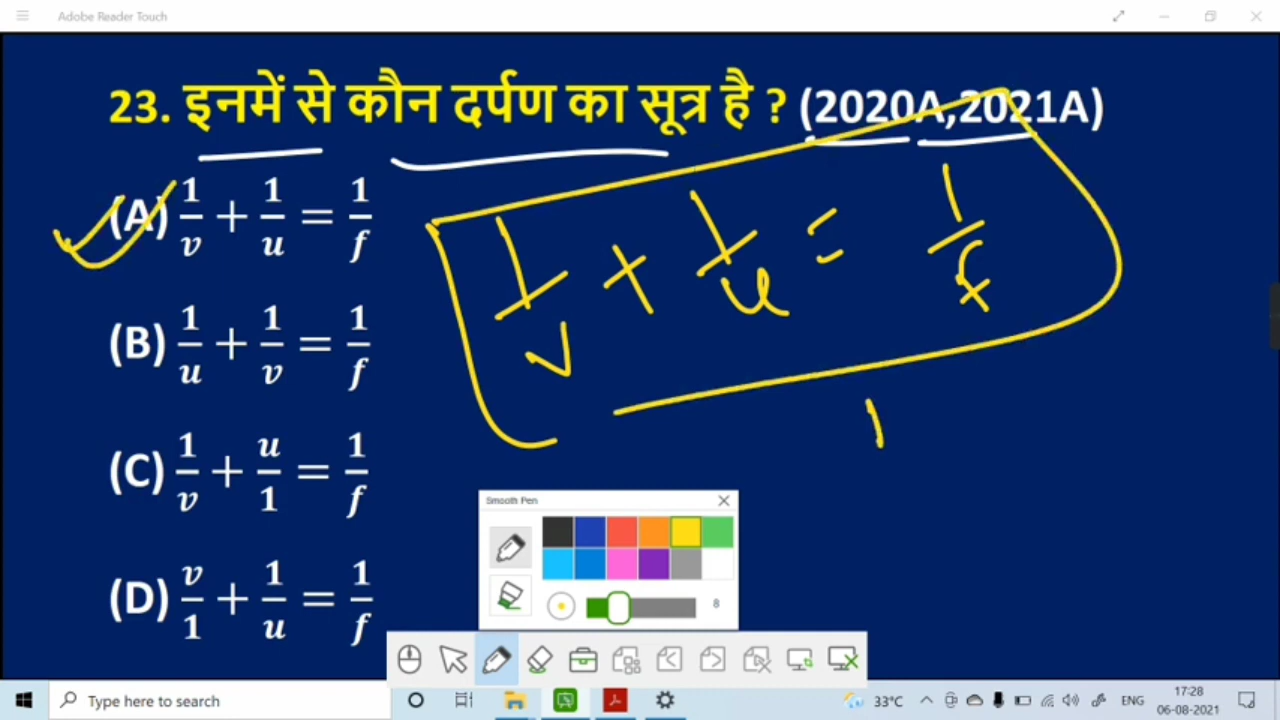 Adobe Reader Touch
23. इनमें से कौन दर्पण का सूत्र है ? (2020A,2021A)
(A) 1/v + 1/u = 1/f
1/v + 1/u = 1/f
(B) 1/u + 1/v = 1/f
1
(C) 1/v + u/1 = 1/f
(D) v/1 + 1/u = 1/f
Smooth Pen
8
Type here to search
33°C
ENG
17:28
06-08-2021